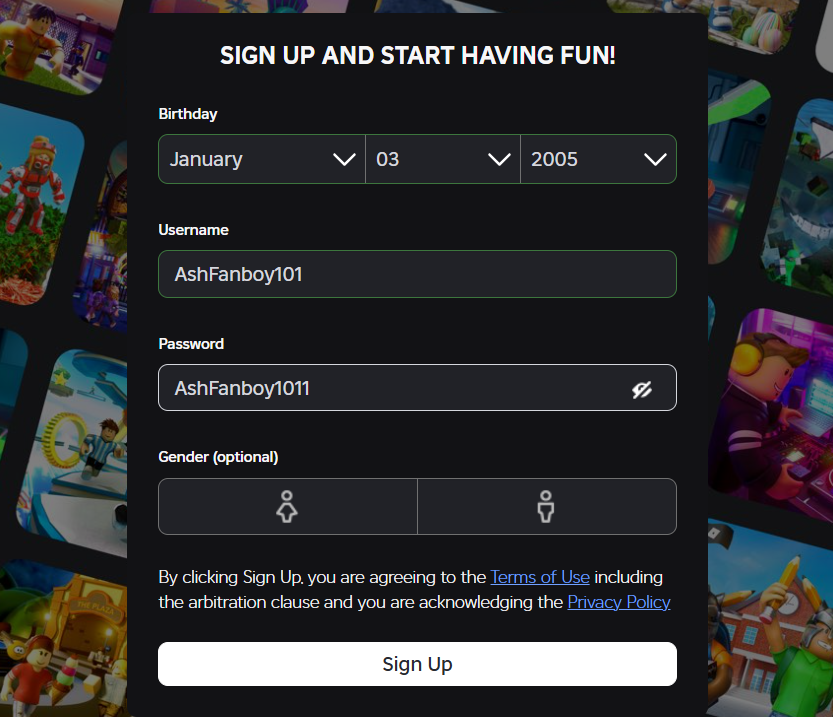 SIGN UP AND START HAVING FUN!
Birthday
January 03 2005
Username
AshFanboy101
Password
AshFanboy1011
Gender (optional)
By clicking Sign Up, you are agreeing to the Terms of Use including
the arbitration clause and you are acknowledging the Privacy Policy
Sign Up
THE PLAZA